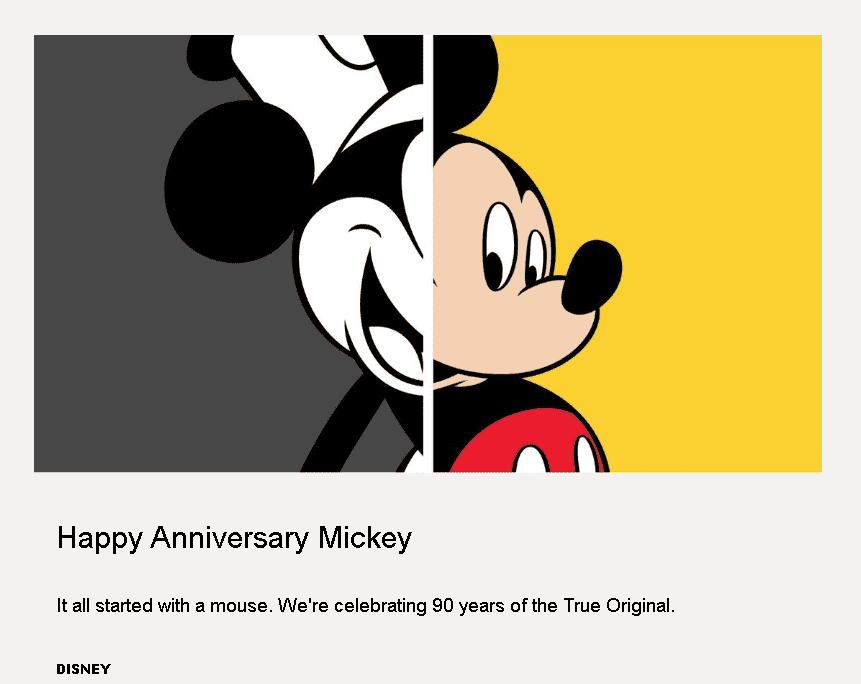 Happy Anniversary Mickey
It all started with a mouse. We're celebrating 90 years of the True Original.
DISNEY